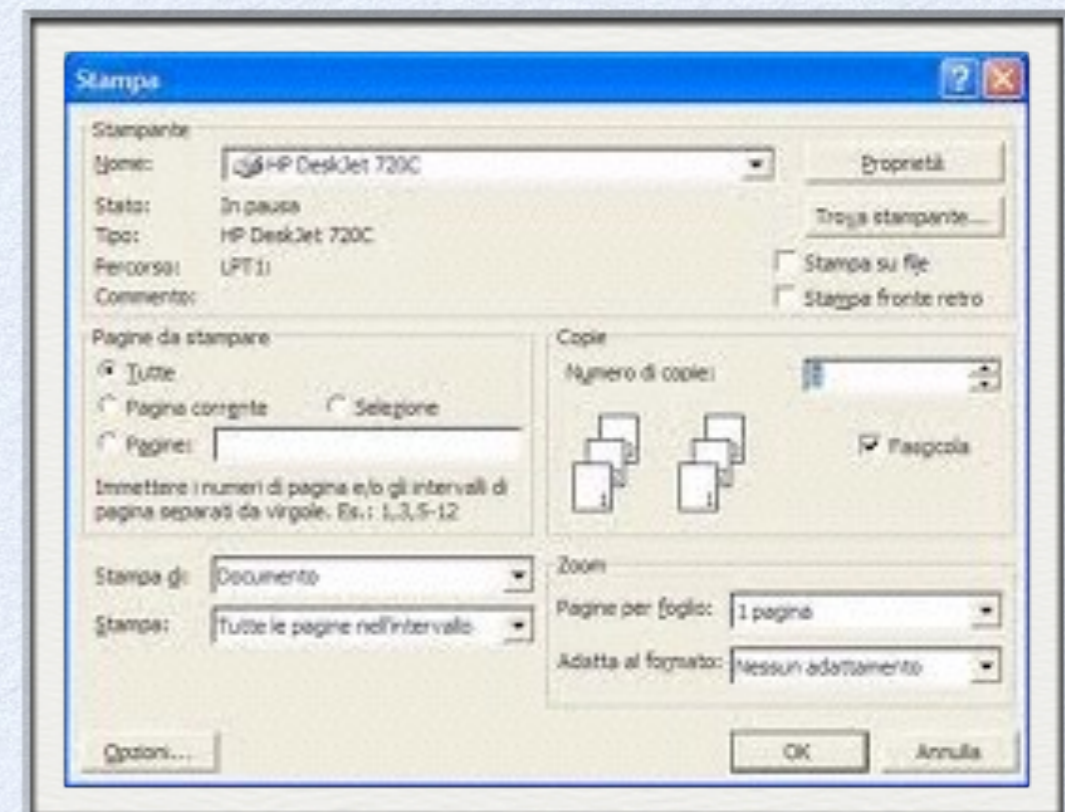 Stampa
Stampante
Nome: HP DeskJet 720C
Proprietà
Stato: In pausa
Trova stampante...
Tipo: HP DeskJet 720C
Percorso: LPT1:
Stampa su file
Commento:
Stampa fronte retro
Pagine da stampare
Tutte
Pagina corrente Selezione
Pagine:
Immettere i numeri di pagina e/o gli intervalli di
pagina separati da virgole. Es.: 1,3,5-12
Copie
Numero di copie:
Fascicola
1 1
Stampa di: Documento
Stampa: Tutte le pagine nell'intervallo
Zoom
Pagine per foglio: 1 pagina
Adatta al formato: Nessun adattamento
Opzioni...
OK
Annulla